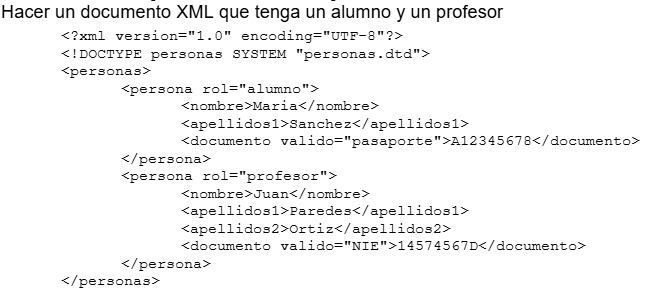 Hacer un documento XML que tenga un alumno y un profesor
<?xml version="1.0" encoding="UTF-8"?>
<!DOCTYPE personas SYSTEM "personas.dtd">
<personas>
<persona rol="alumno">
<nombre>Maria</nombre>
<apellidos1>Sanchez</apellidos1>
<documento valido="pasaporte">A12345678</documento>
</persona>
<persona rol="profesor">
<nombre>Juan</nombre>
<apellidos1>Paredes</apellidos1>
<apellidos2>Ortiz</apellidos2>
<documento valido="NIE">14574567D</documento>
</persona>
</personas>